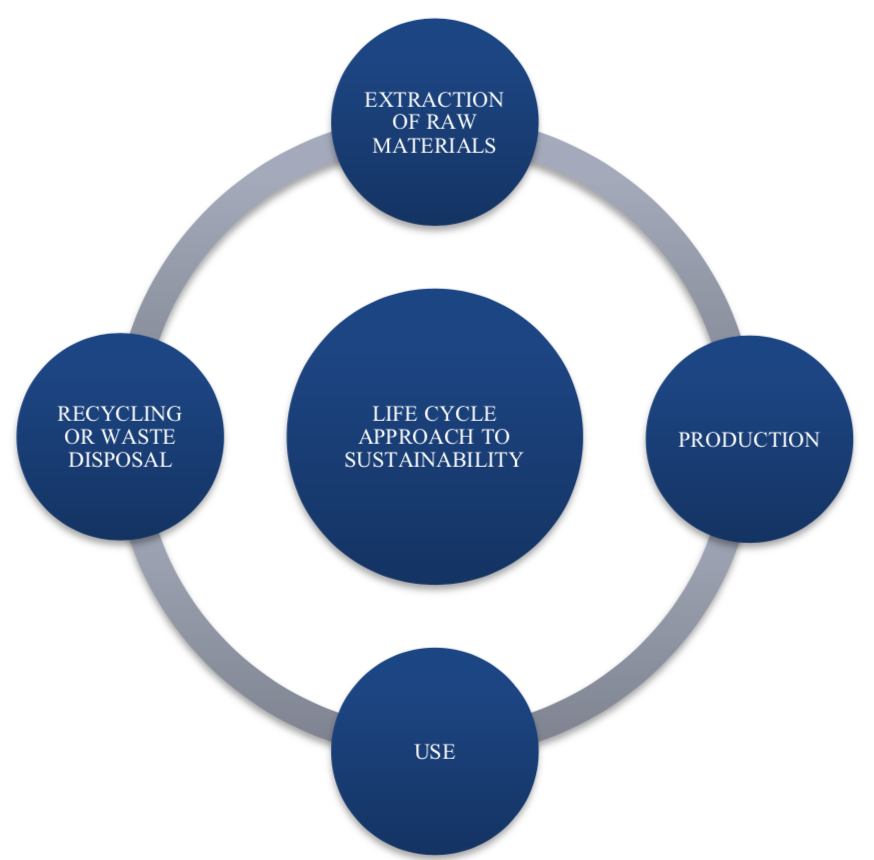 EXTRACTION
OF RAW
MATERIALS
RECYCLING
OR WASTE
DISPOSAL
LIFE CYCLE
APPROACH TO
SUSTAINABILITY
PRODUCTION
USE